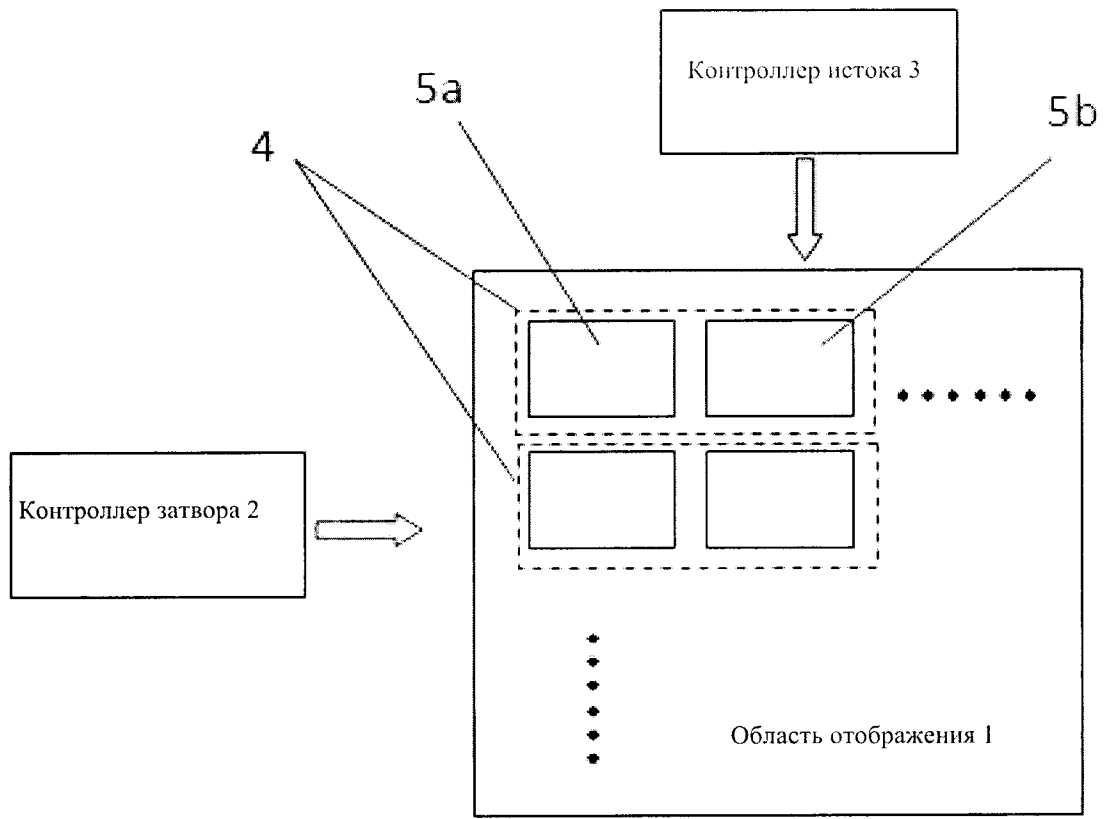 Контроллер истока 3
5a
5b
4
Контроллер затвора 2
Область отображения 1